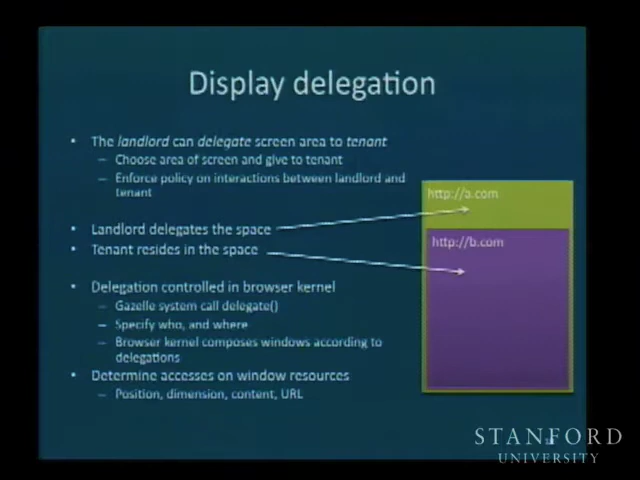 Display delegation
• The landlord can delegate screen area to tenant
– Choose area of screen and give to tenant
– Enforce policy on interactions between landlord and
tenant
• Landlord delegates the space
• Tenant resides in the space
• Delegation controlled in browser kernel
– Gazelle system call delegate()
– Specify who, and where
– Browser kernel composes windows according to
delegations
• Determine accesses on window resources
– Position, dimension, content, URL
http://a.com
http://b.com
STANFORD
UNIVERSITY